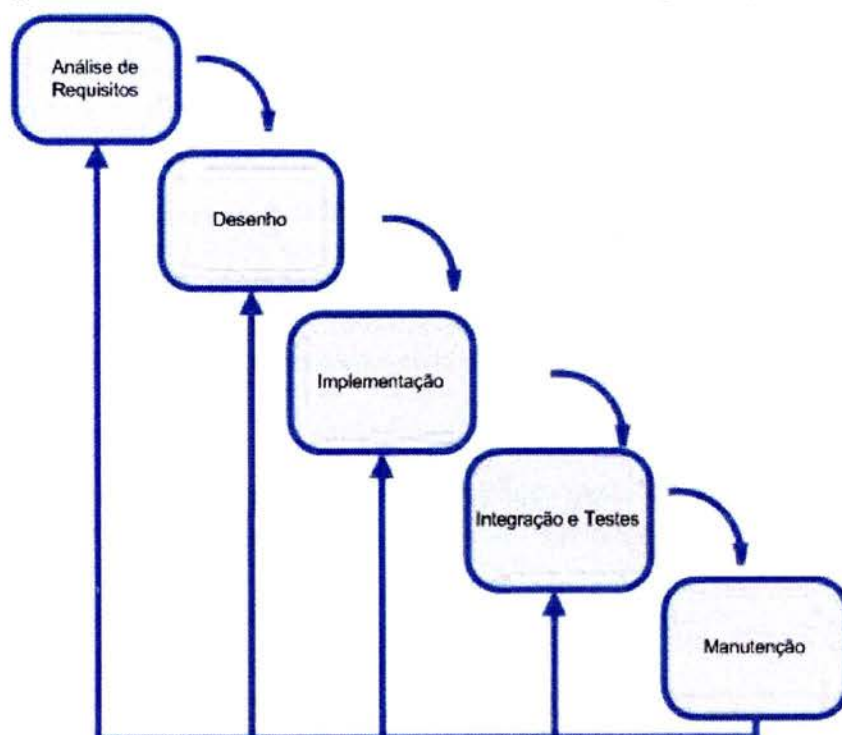 Análise de
Requisitos
Desenho
Implementação
Integração e Testes
Manutenção